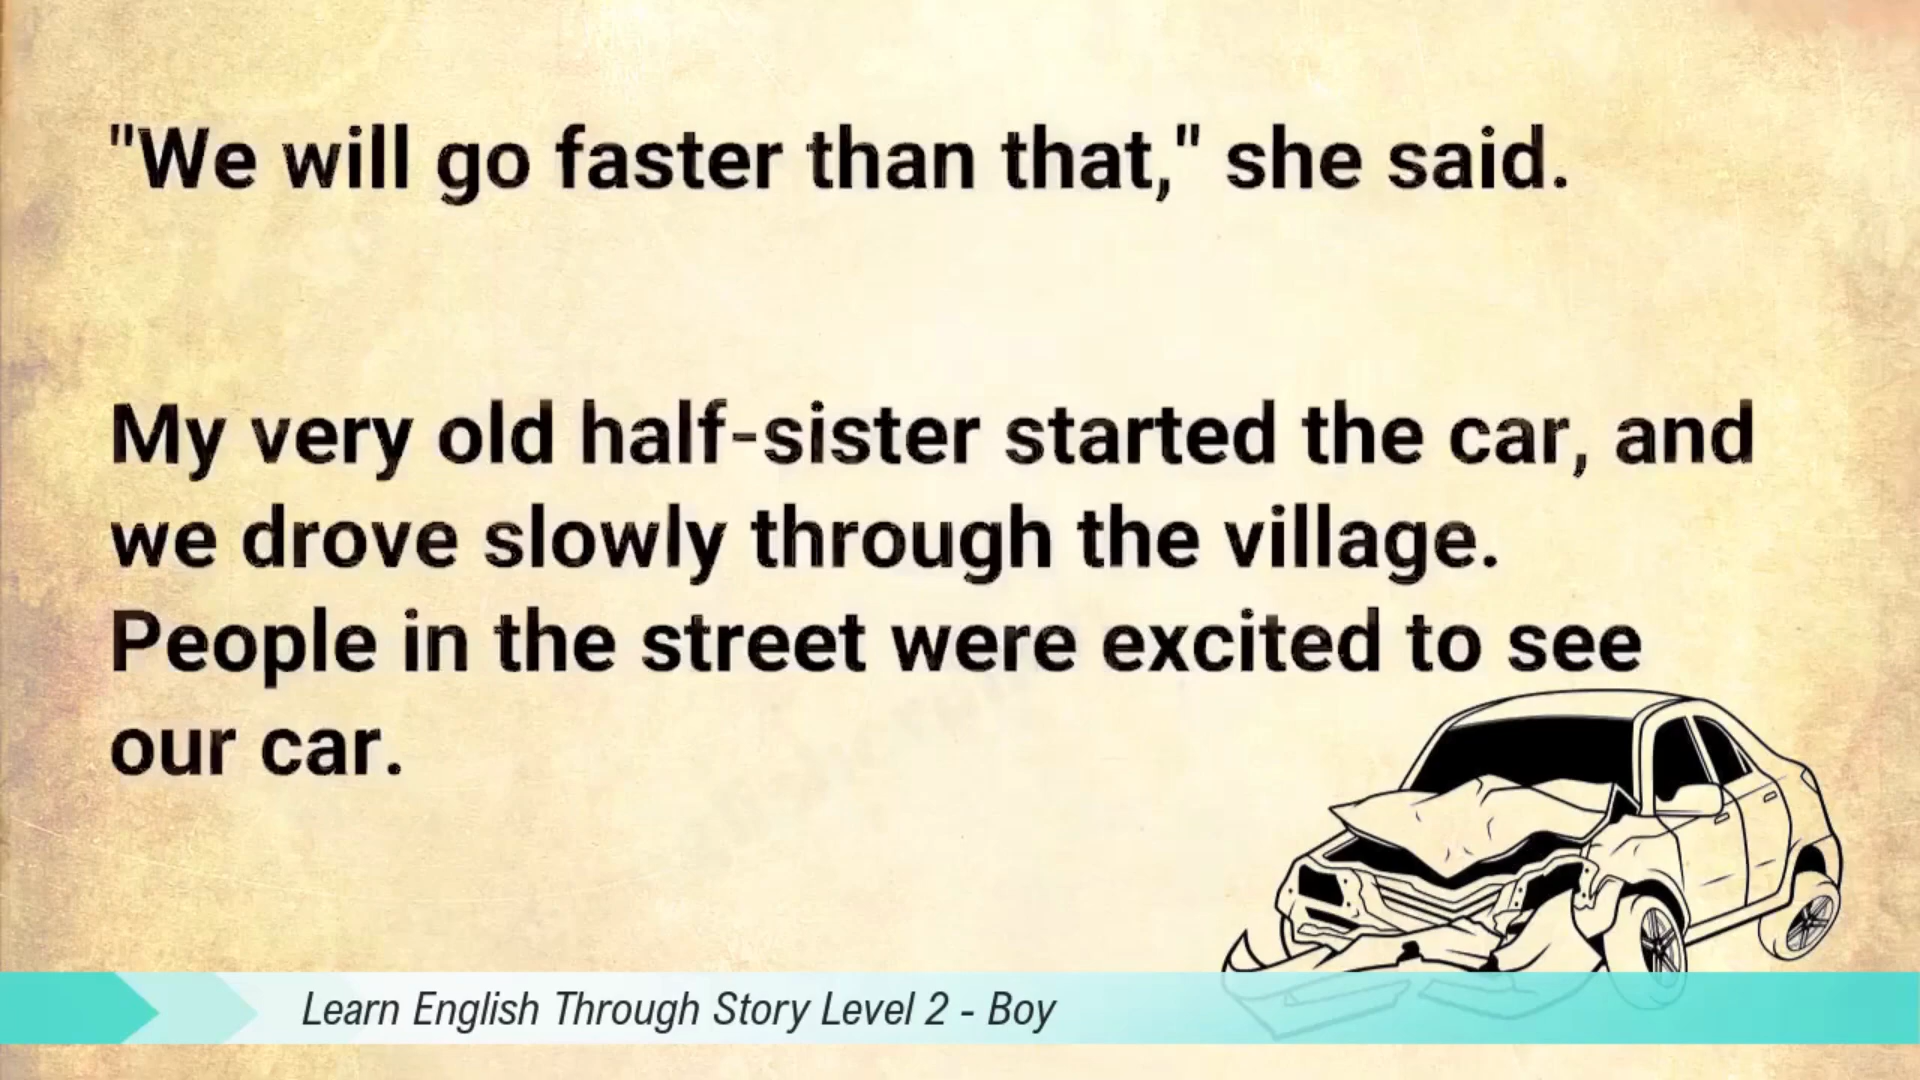 "We will go faster than that," she said.
My very old half-sister started the car, and
we drove slowly through the village.
People in the street were excited to see
our car.
Learn English Through Story Level 2 - Boy